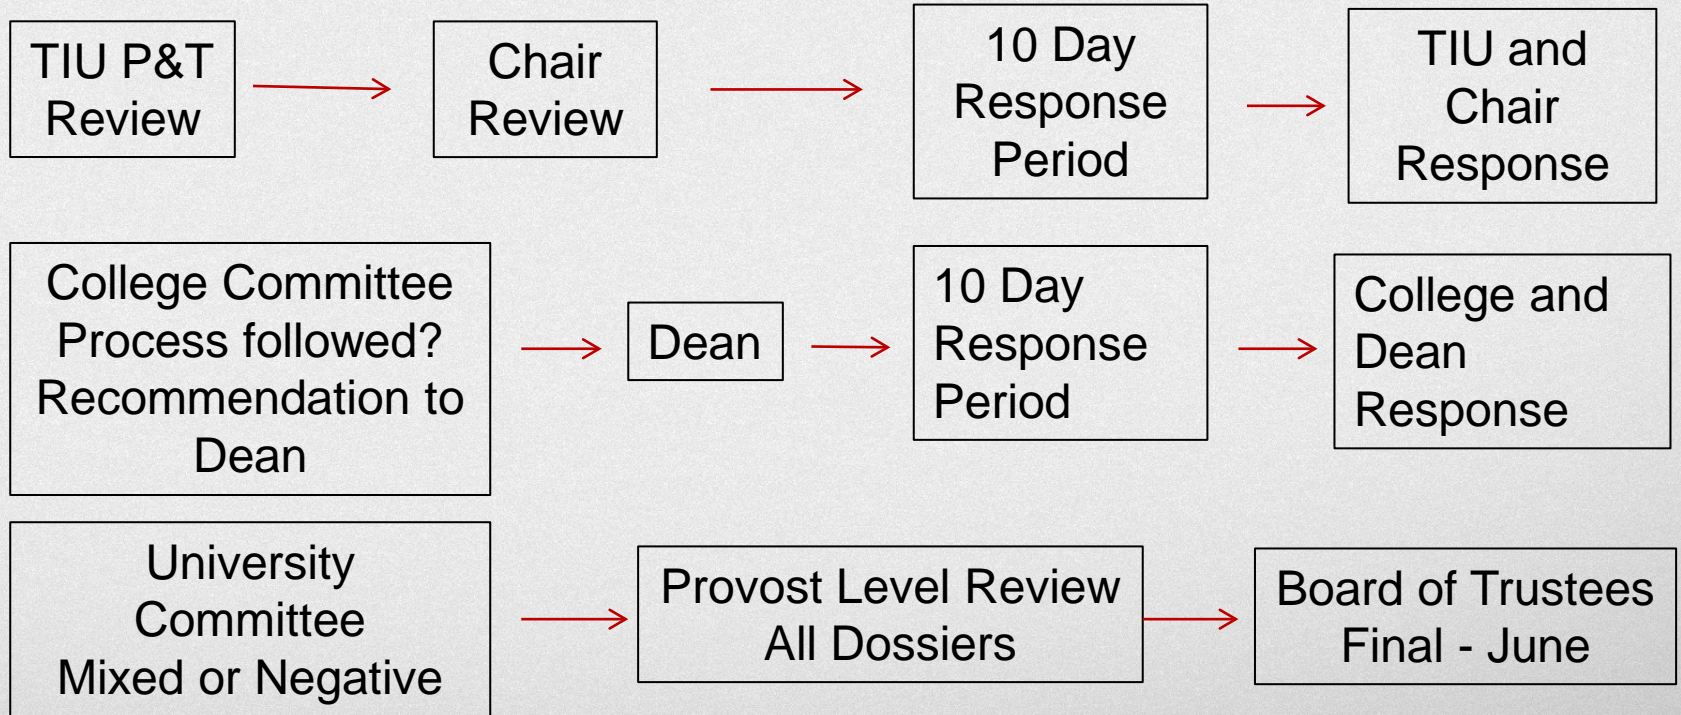 TIU P&T
Review
Chair
Review
10 Day
Response
Period
TIU and
Chair
Response
College Committee
Process followed?
Recommendation to
Dean
Dean
10 Day
Response
Period
College and
Dean
Response
University
Committee
Mixed or Negative
Provost Level Review
All Dossiers
Board of Trustees
Final - June